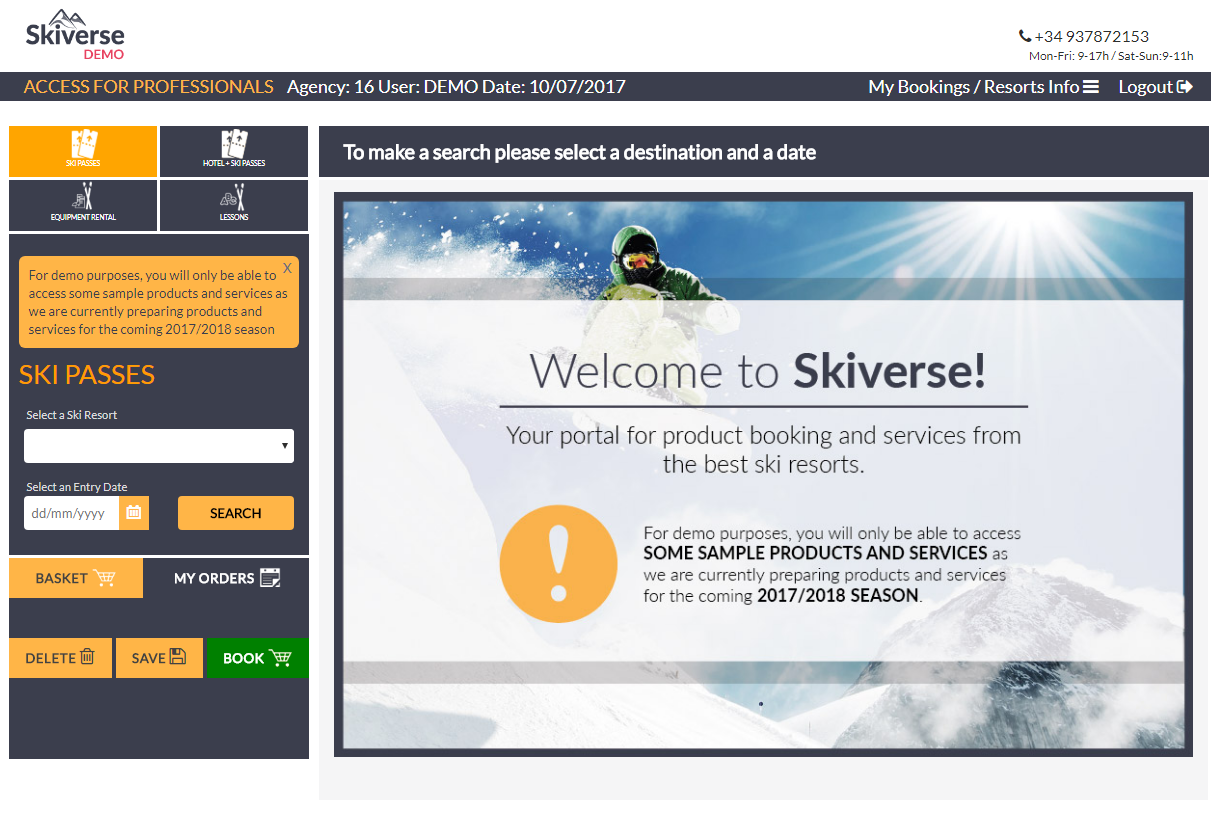 Skiverse
DEMO
+34 937872153
Mon-Fri: 9-17h / Sat-Sun:9-11h
ACCESS FOR PROFESSIONALS Agency: 16 User: DEMO Date: 10/07/2017 My Bookings / Resorts Info Logout
SKI PASSES HOTEL + SKI PASSES
EQUIPMENT RENTAL LESSONS
To make a search please select a destination and a date
X
For demo purposes, you will only be able to
access some sample products and services as
we are currently preparing products and
services for the coming 2017/2018 season
SKI PASSES
Select a Ski Resort
Select an Entry Date
dd/mm/yyyy SEARCH
BASKET MY ORDERS
DELETE SAVE BOOK
Welcome to Skiverse!
Your portal for product booking and services from
the best ski resorts.
For demo purposes, you will only be able to access
SOME SAMPLE PRODUCTS AND SERVICES as
we are currently preparing products and services
for the coming 2017/2018 SEASON.